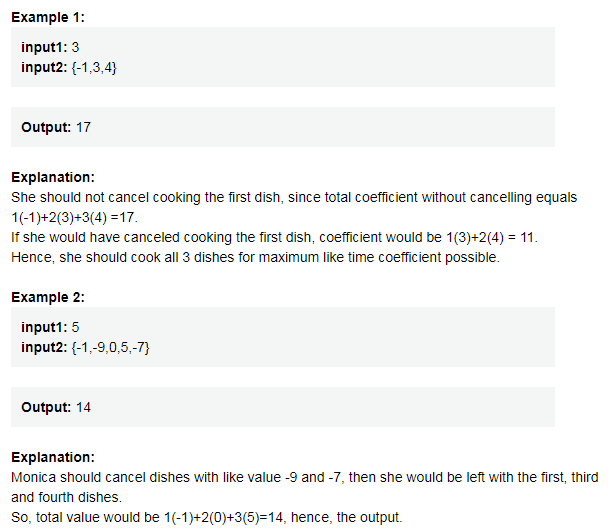 Example 1:
input1: 3
input2: {-1,3,4}
Output: 17
Explanation:
She should not cancel cooking the first dish, since total coefficient without cancelling equals
1(-1)+2(3)+3(4) =17.
If she would have canceled cooking the first dish, coefficient would be 1(3)+2(4) = 11.
Hence, she should cook all 3 dishes for maximum like time coefficient possible.
Example 2:
input1: 5
input2: {-1,-9,0,5,-7}
Output: 14
Explanation:
Monica should cancel dishes with like value -9 and -7, then she would be left with the first, third
and fourth dishes.
So, total value would be 1(-1)+2(0)+3(5)=14, hence, the output.